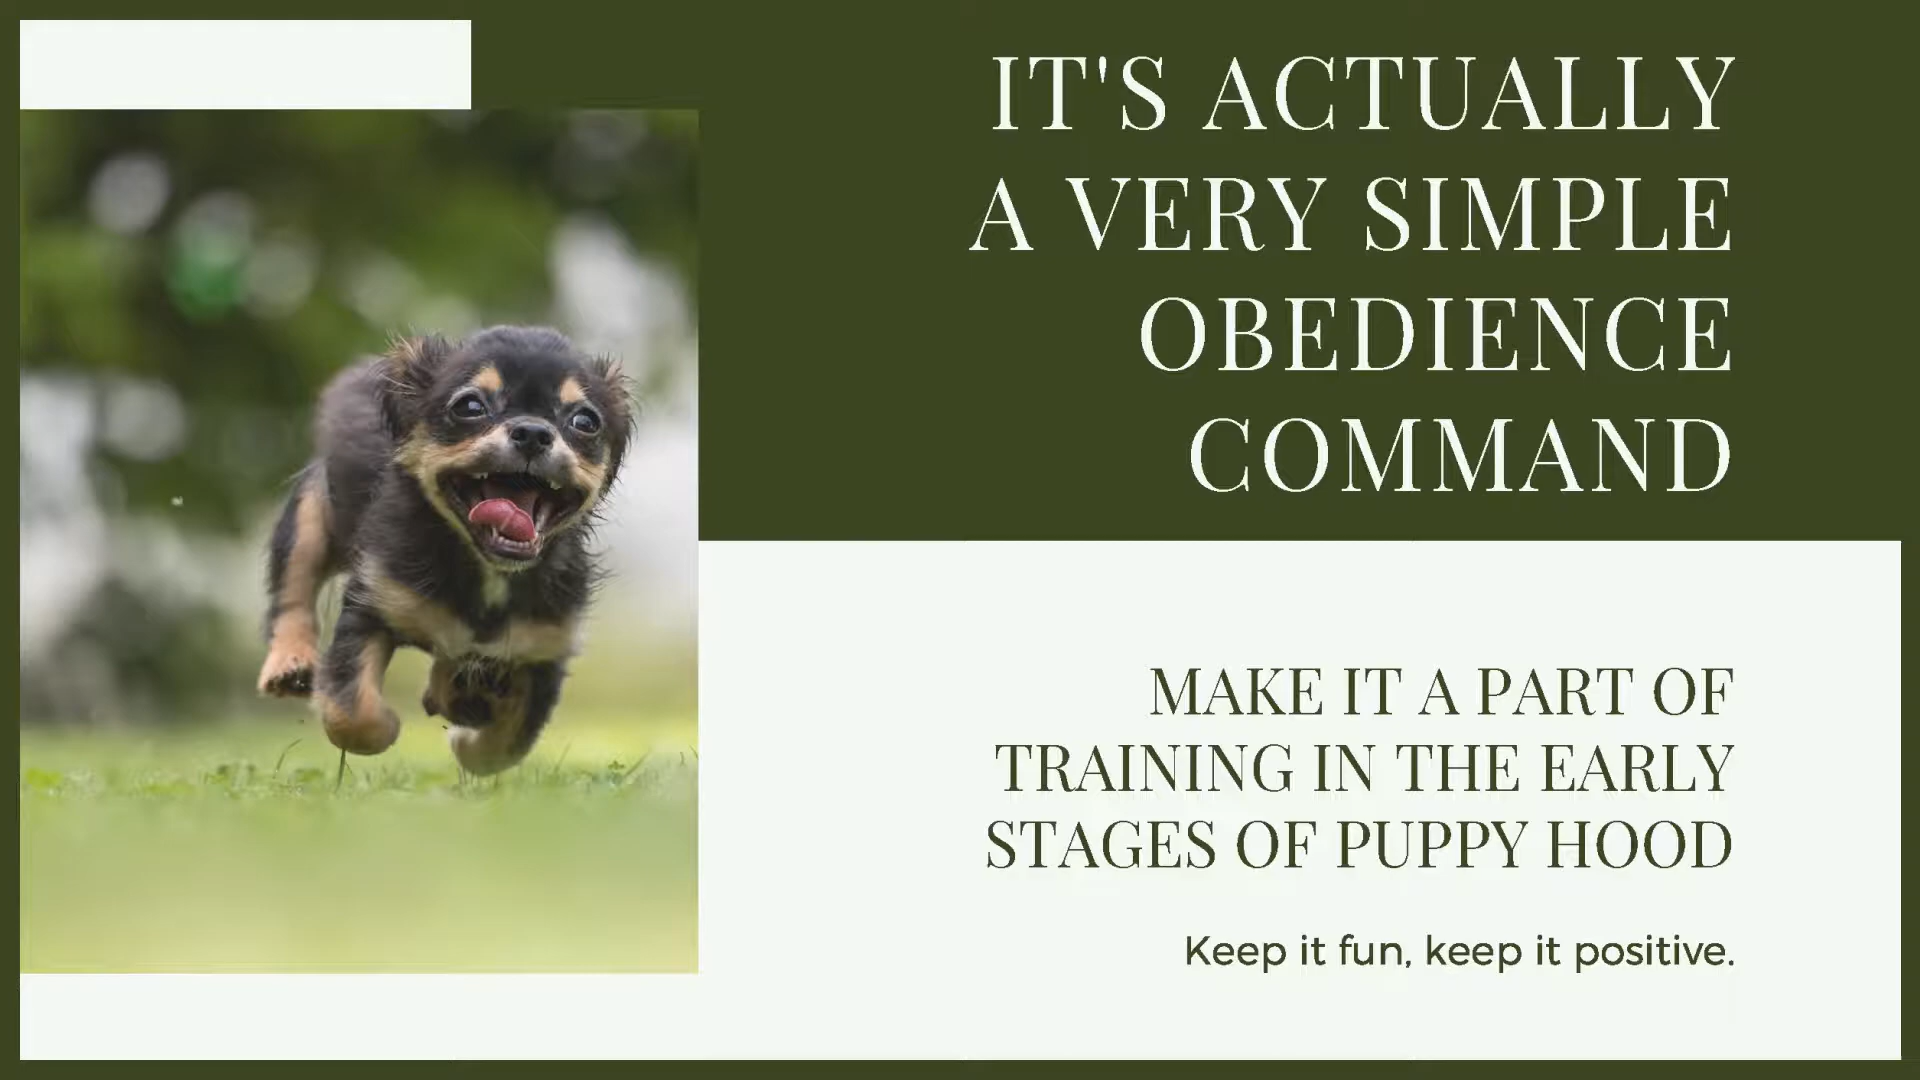 IT'S ACTUALLY
A VERY SIMPLE
OBEDIENCE
COMMAND
MAKE IT A PART OF
TRAINING IN THE EARLY
STAGES OF PUPPY HOOD
Keep it fun, keep it positive.